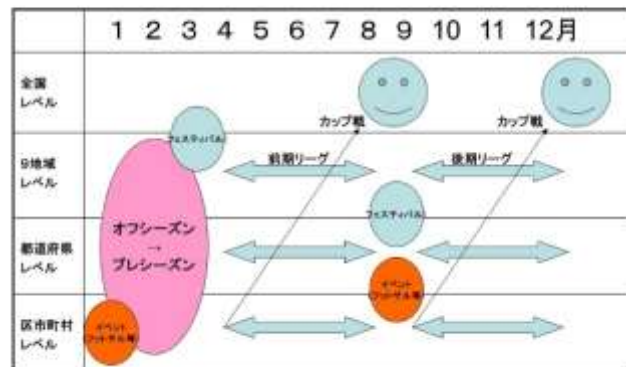 1 2 3 4 5 6 7 8 9 10 11 12月
全国
レベル
カップ戦
カップ戦
フェスティバル
9地域
レベル
前期リーグ
後期リーグ
フェスティバル
オフシーズン
→
プレシーズン
都道府県
レベル
イベント
(フットサル等)
区市町村
レベル
イベント
(フットサル等)